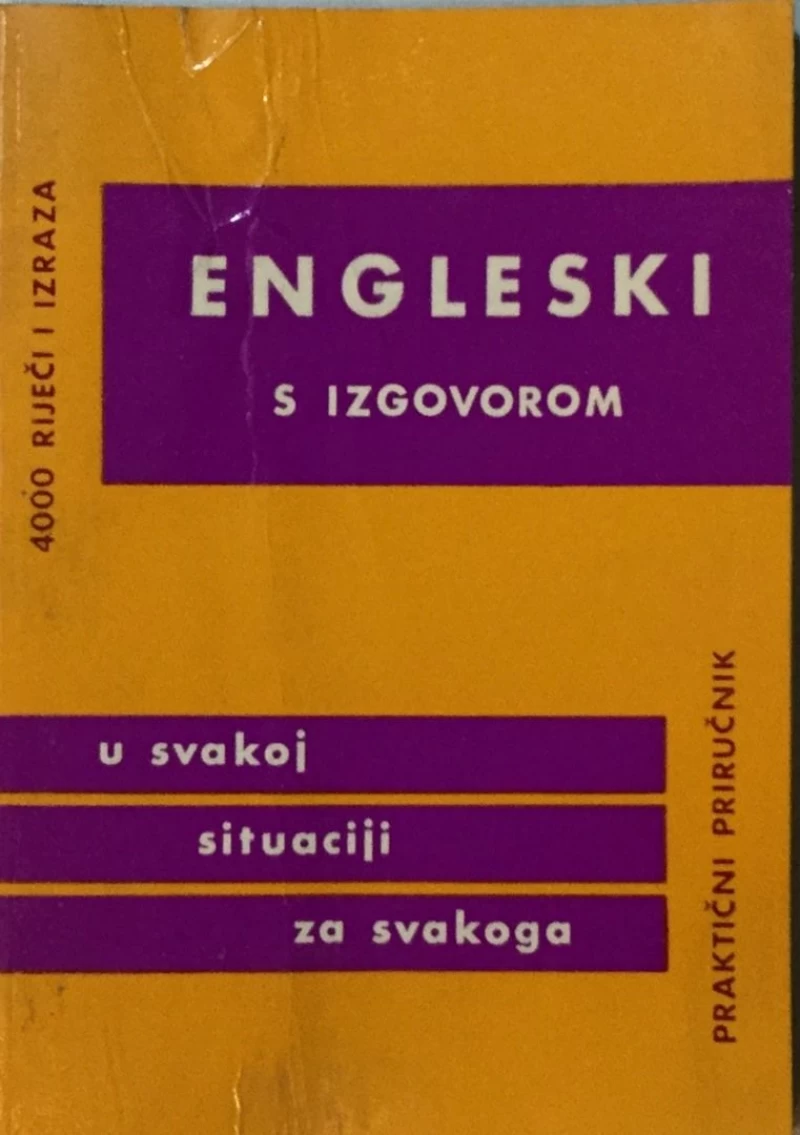 4000 RIJEČI I IZRAZA
ENGLESKI
S IZGOVOROM
u svakoj
situaciji
za svakoga
PRAKTIČNI PRIRUČNIK